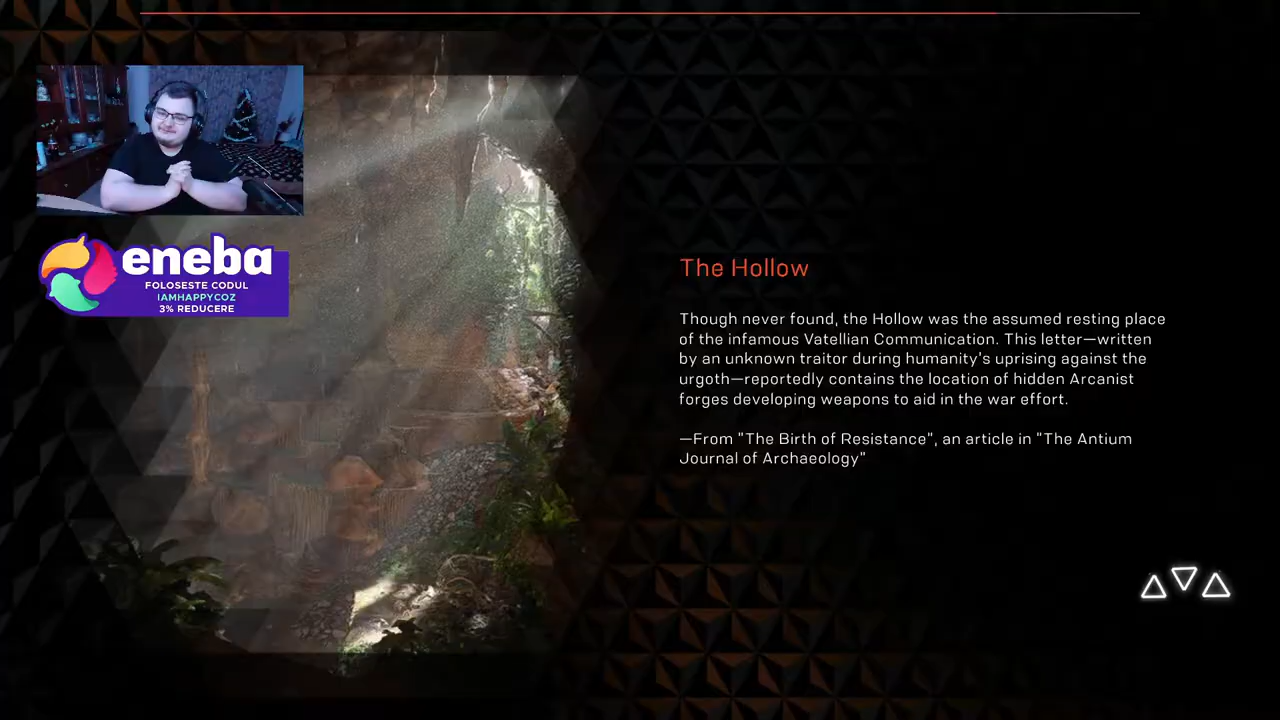 eneba
FOLOSESTE CODUL
IAMHAPPYCOZ
3% REDUCERE
The Hollow
Though never found, the Hollow was the assumed resting place
of the infamous Vatellian Communication. This letter—written
by an unknown traitor during humanity's uprising against the
urgoth—reportedly contains the location of hidden Arcanist
forges developing weapons to aid in the war effort.
—From "The Birth of Resistance", an article in "The Antium
Journal of Archaeology"